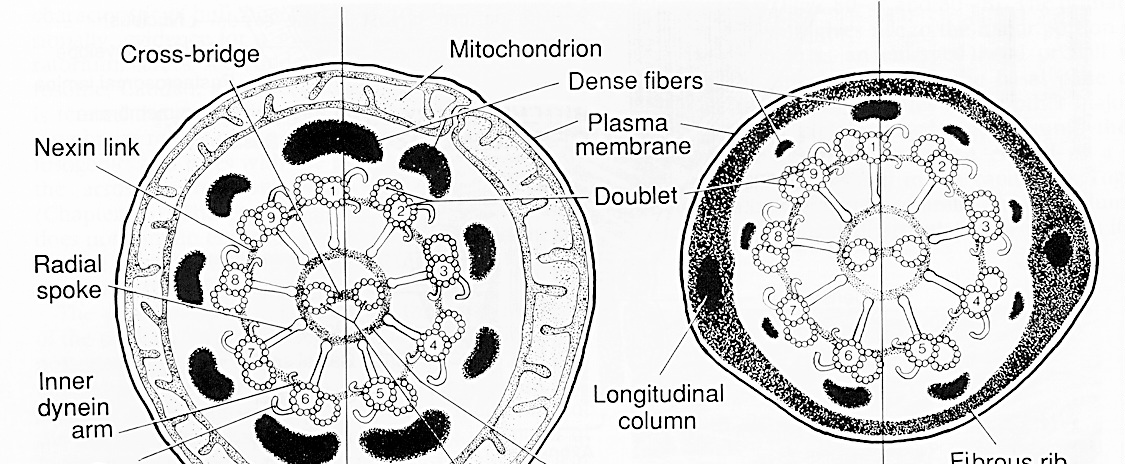 Cross-bridge
Mitochondrion
Dense fibers
Nexin link
Plasma
membrane
Doublet
Radial
spoke
Inner
dynein
arm
Longitudinal
column
Fibrous rib
1
2
3
4
5
6
7
8
9
1
2
3
4
5
6
7
8
9